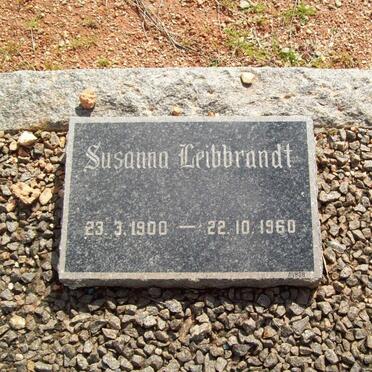 Susanna Leibbrandt
23. 3. 1900 — 22. 10. 1960